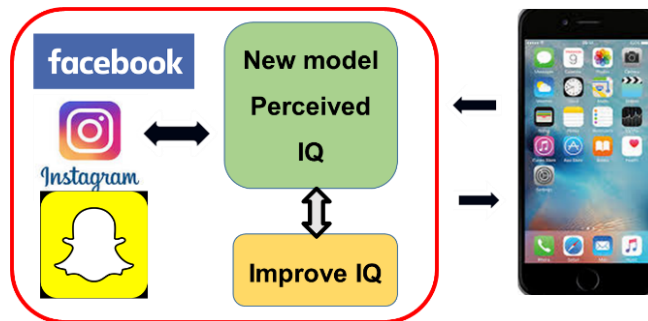 facebook
Instagram
New model
Perceived
IQ
Improve IQ